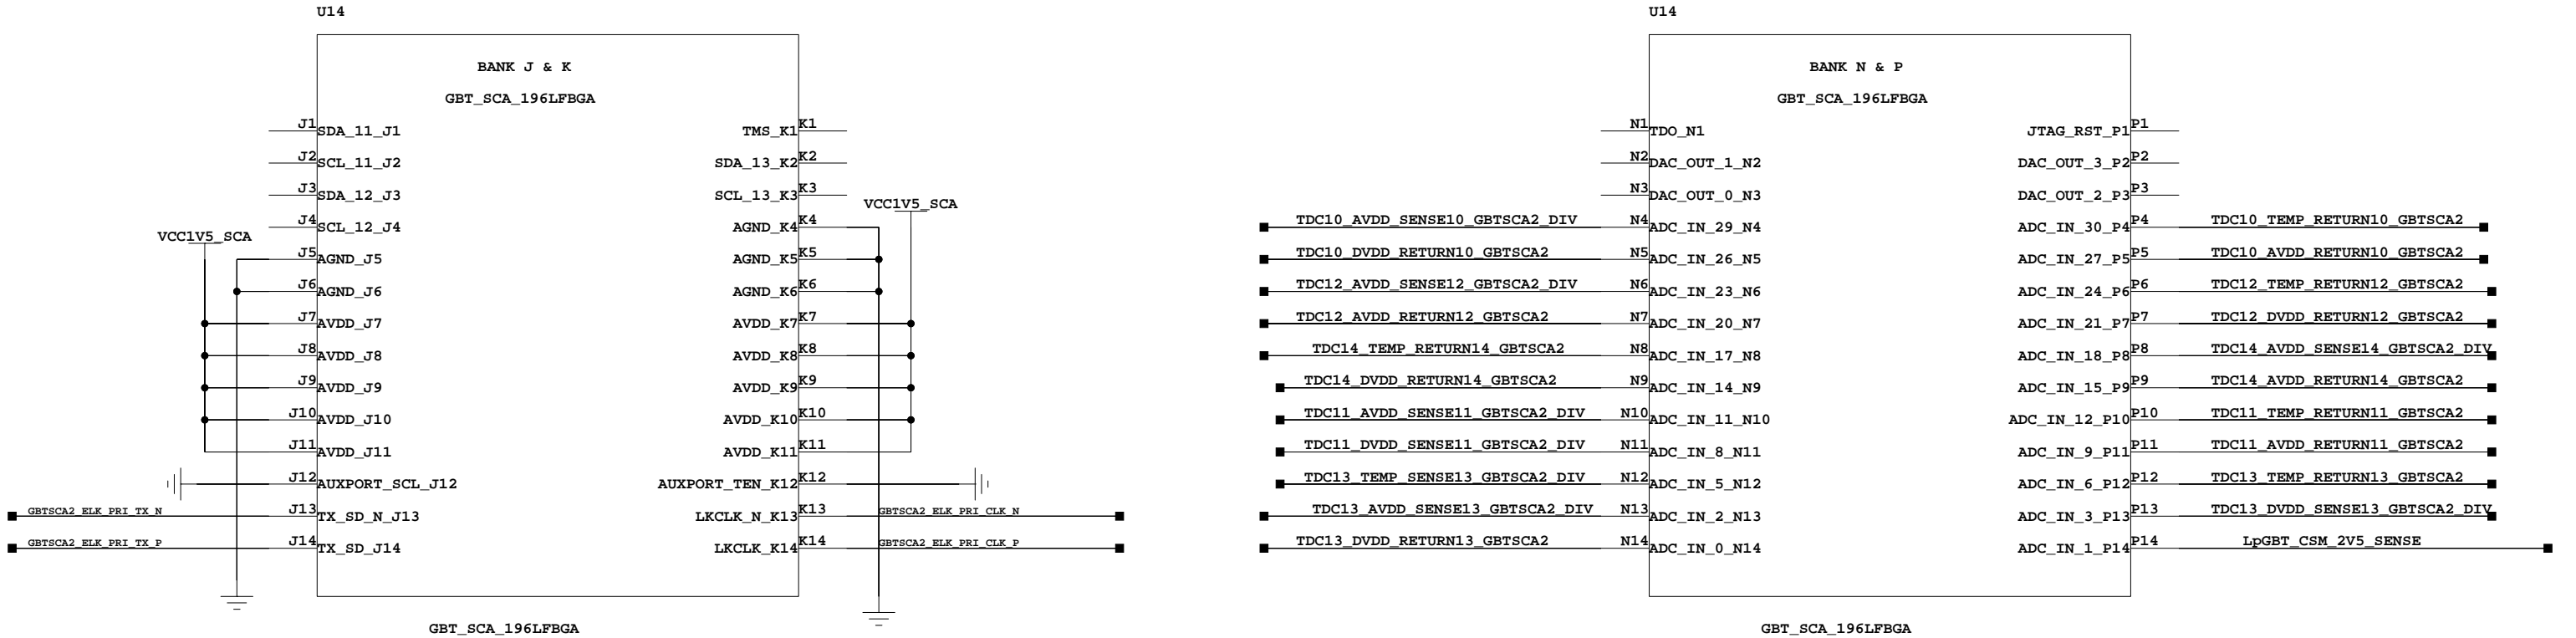 U14
BANK J & K
GBT_SCA_196LFBGA
J1 SDA_11_J1 TMS_K1 K1
J2 SCL_11_J2 SDA_13_K2 K2
J3 SDA_12_J3 SCL_13_K3 K3
VCC1V5_SCA
J4 SCL_12_J4 AGND_K4 K4
VCC1V5_SCA
J5 AGND_J5 AGND_K5 K5
J6 AGND_J6 AGND_K6 K6
J7 AVDD_J7 AVDD_K7 K7
J8 AVDD_J8 AVDD_K8 K8
J9 AVDD_J9 AVDD_K9 K9
J10 AVDD_J10 AVDD_K10 K10
J11 AVDD_J11 AVDD_K11 K11
J12 AUXPORT_SCL_J12 AUXPORT_TEN_K12 K12
GBTSCA2_ELK_PRI_TX_N J13 TX_SD_N_J13 LKCLK_N_K13 K13 GBTSCA2_ELK_PRI_CLK_N
GBTSCA2_ELK_PRI_TX_P J14 TX_SD_J14 LKCLK_K14 K14 GBTSCA2_ELK_PRI_CLK_P
GBT_SCA_196LFBGA
U14
BANK N & P
GBT_SCA_196LFBGA
N1 TDO_N1 JTAG_RST_P1 P1
N2 DAC_OUT_1_N2 DAC_OUT_3_P2 P2
N3 DAC_OUT_0_N3 DAC_OUT_2_P3 P3
TDC10_AVDD_SENSE10_GBTSCA2_DIV N4 ADC_IN_29_N4 ADC_IN_30_P4 P4 TDC10_TEMP_RETURN10_GBTSCA2
TDC10_DVDD_RETURN10_GBTSCA2 N5 ADC_IN_26_N5 ADC_IN_27_P5 P5 TDC10_AVDD_RETURN10_GBTSCA2
TDC12_AVDD_SENSE12_GBTSCA2_DIV N6 ADC_IN_23_N6 ADC_IN_24_P6 P6 TDC12_TEMP_RETURN12_GBTSCA2
TDC12_AVDD_RETURN12_GBTSCA2 N7 ADC_IN_20_N7 ADC_IN_21_P7 P7 TDC12_DVDD_RETURN12_GBTSCA2
TDC14_TEMP_RETURN14_GBTSCA2 N8 ADC_IN_17_N8 ADC_IN_18_P8 P8 TDC14_AVDD_SENSE14_GBTSCA2_DIV
TDC14_DVDD_RETURN14_GBTSCA2 N9 ADC_IN_14_N9 ADC_IN_15_P9 P9 TDC14_AVDD_RETURN14_GBTSCA2
TDC11_AVDD_SENSE11_GBTSCA2_DIV N10 ADC_IN_11_N10 ADC_IN_12_P10 P10 TDC11_TEMP_RETURN11_GBTSCA2
TDC11_DVDD_SENSE11_GBTSCA2_DIV N11 ADC_IN_8_N11 ADC_IN_9_P11 P11 TDC11_AVDD_RETURN11_GBTSCA2
TDC13_TEMP_SENSE13_GBTSCA2_DIV N12 ADC_IN_5_N12 ADC_IN_6_P12 P12 TDC13_TEMP_RETURN13_GBTSCA2
TDC13_AVDD_SENSE13_GBTSCA2_DIV N13 ADC_IN_2_N13 ADC_IN_3_P13 P13 TDC13_DVDD_SENSE13_GBTSCA2_DIV
TDC13_DVDD_RETURN13_GBTSCA2 N14 ADC_IN_0_N14 ADC_IN_1_P14 P14 LpGBT_CSM_2V5_SENSE
GBT_SCA_196LFBGA